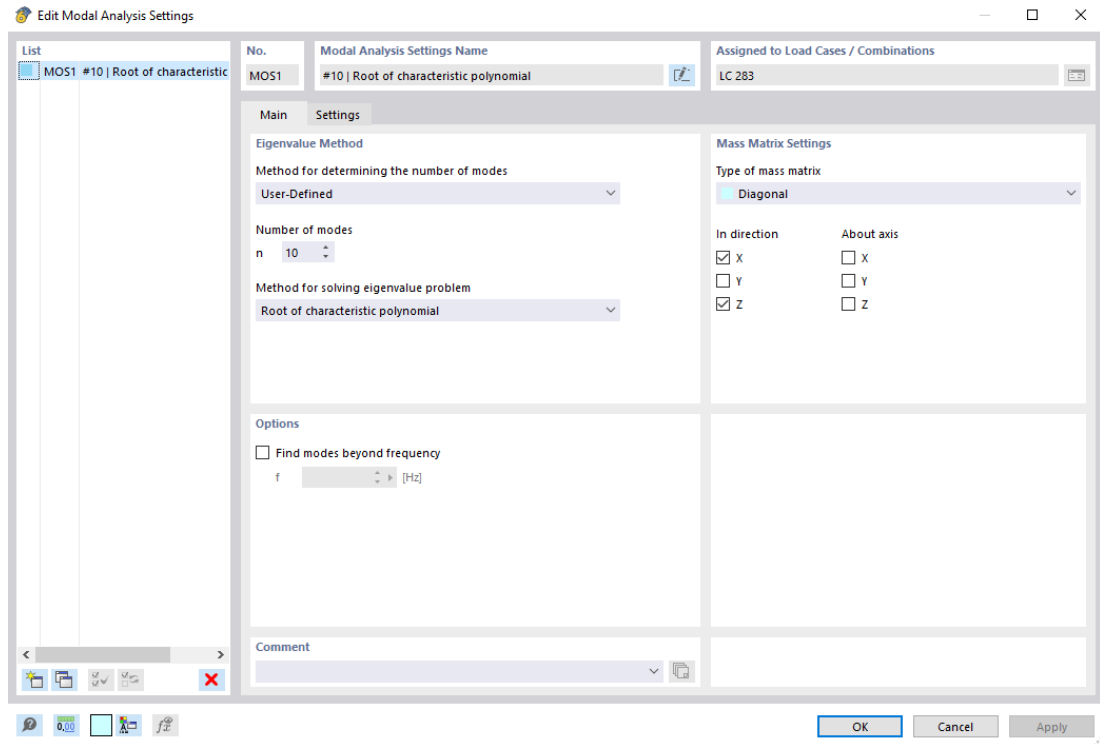 Edit Modal Analysis Settings
List
MOS1 #10 | Root of characteristic
No.
MOS1
Modal Analysis Settings Name
#10 | Root of characteristic polynomial
Assigned to Load Cases / Combinations
LC 283
Main
Settings
Eigenvalue Method
Method for determining the number of modes
User-Defined
Number of modes
n 10
Method for solving eigenvalue problem
Root of characteristic polynomial
Mass Matrix Settings
Type of mass matrix
Diagonal
In direction About axis
X X
Y Y
Z Z
Options
Find modes beyond frequency
f [Hz]
Comment
0,00
OK
Cancel
Apply